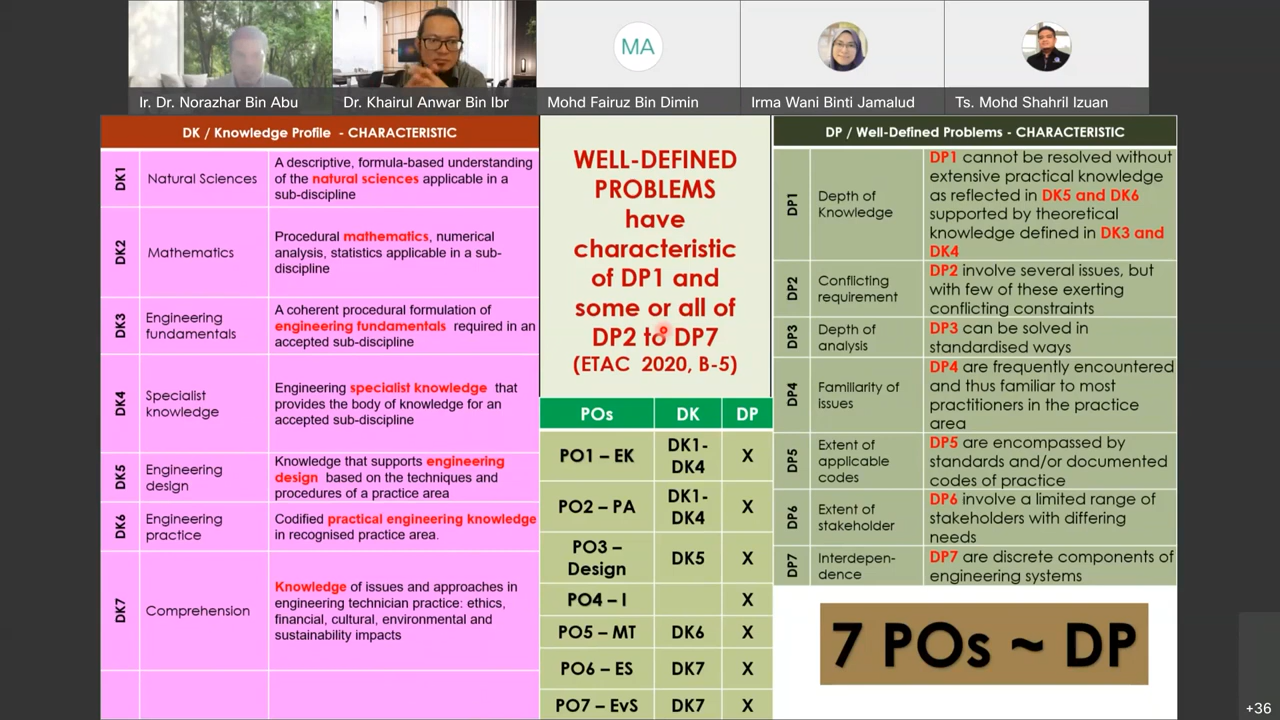 MA
Ir. Dr. Norazhar Bin Abu
Dr. Khairul Anwar Bin Ibr
Mohd Fairuz Bin Dimin
Irma Wani Binti Jamalud
Ts. Mohd Shahril Izuan
DK / Knowledge Profile - CHARACTERISTIC
DK1
Natural Sciences
A descriptive, formula-based understanding
of the natural sciences applicable in a
sub-discipline
DK2
Mathematics
Procedural mathematics, numerical
analysis, statistics applicable in a sub-
discipline
DK3
Engineering
fundamentals
A coherent procedural formulation of
engineering fundamentals required in an
accepted sub-discipline
DK4
Specialist
knowledge
Engineering specialist knowledge that
provides the body of knowledge for an
accepted sub-discipline
DK5
Engineering
design
Knowledge that supports engineering
design based on the techniques and
procedures of a practice area
DK6
Engineering
practice
Codified practical engineering knowledge
in recognised practice area.
DK7
Comprehension
Knowledge of issues and approaches in
engineering technician practice: ethics,
financial, cultural, environmental and
sustainability impacts
WELL-DEFINED
PROBLEMS
have
characteristic
of DP1 and
some or all of
DP2 to DP7
(ETAC 2020, B-5)
POs DK DP
PO1 – EK DK1- X
DK4
PO2 – PA DK1- X
DK4
PO3 – DK5 X
Design
PO4 – I X
PO5 – MT DK6 X
PO6 – ES DK7 X
PO7 – EvS DK7 X
DP / Well-Defined Problems - CHARACTERISTIC
DP1
Depth of
Knowledge
DP1 cannot be resolved without
extensive practical knowledge
as reflected in DK5 and DK6
supported by theoretical
knowledge defined in DK3 and
DK4
DP2
Conflicting
requirement
DP2 involve several issues, but
with few of these exerting
conflicting constraints
DP3
Depth of
analysis
DP3 can be solved in
standardised ways
DP4
Familiarity of
issues
DP4 are frequently encountered
and thus familiar to most
practitioners in the practice
area
DP5
Extent of
applicable
codes
DP5 are encompassed by
standards and/or documented
codes of practice
DP6
Extent of
stakeholder
DP6 involve a limited range of
stakeholders with differing
needs
DP7
Interdepen-
dence
DP7 are discrete components of
engineering systems
7 POs ~ DP
+36